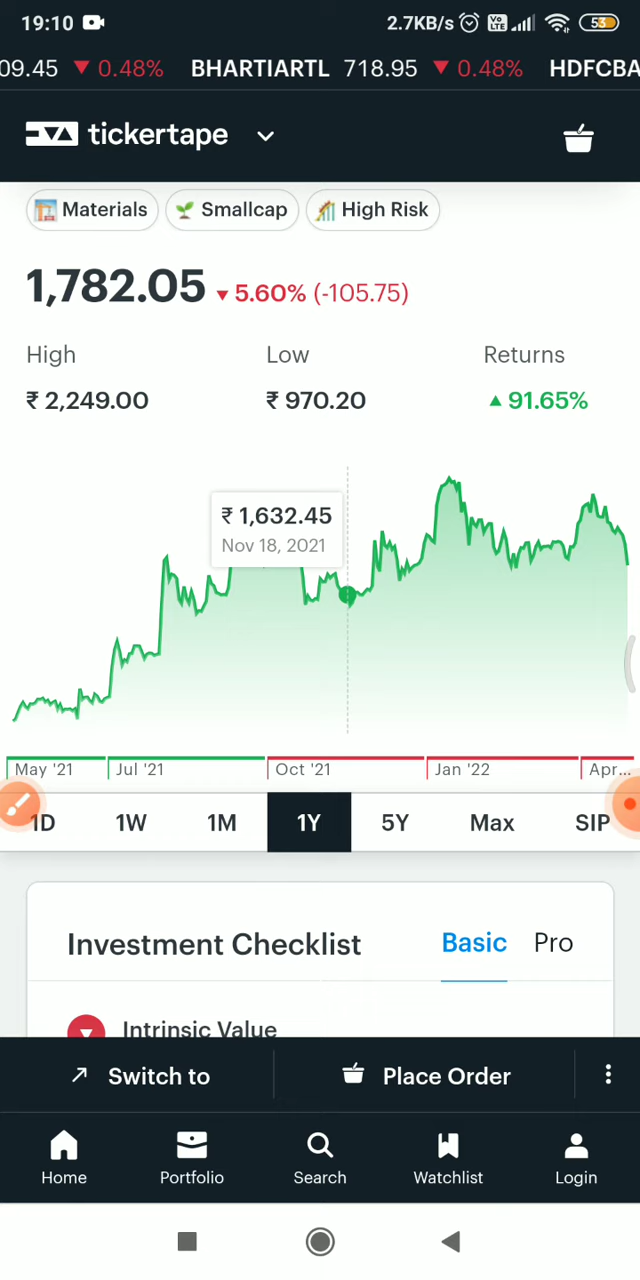 19:10 2.7KB/s Vo LTE 53
09.45 ▼ 0.48% BHARTIARTL 718.95 ▼ 0.48% HDFCBA
tickertape
Materials Smallcap High Risk
1,782.05 ▼ 5.60% (-105.75)
High Low Returns
₹ 2,249.00 ₹ 970.20 ▲ 91.65%
₹ 1,632.45
Nov 18, 2021
May '21 Jul '21 Oct '21 Jan '22 Apr...
1D 1W 1M 1Y 5Y Max SIP
Investment Checklist Basic Pro
Intrinsic Value
Switch to Place Order
Home Portfolio Search Watchlist Login